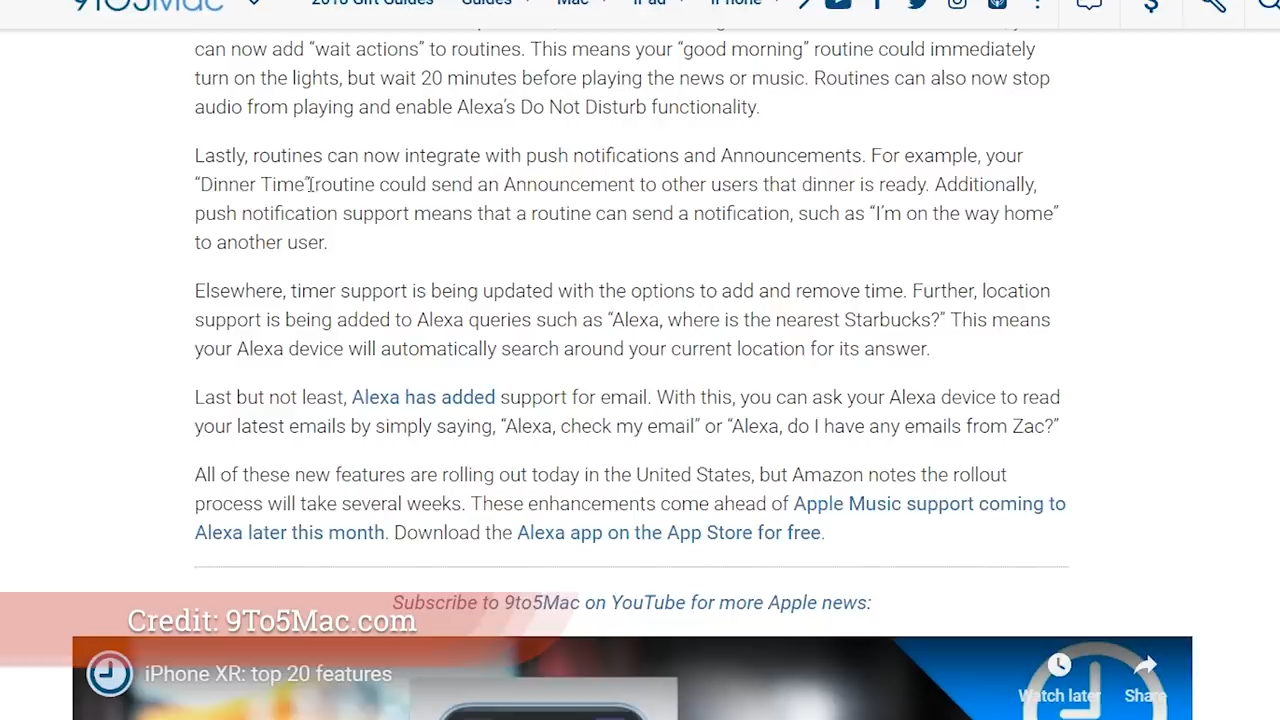 9TO5Mac
2018 Gift Guides Guides Mac iPad iPhone
can now add “wait actions” to routines. This means your “good morning” routine could immediately
turn on the lights, but wait 20 minutes before playing the news or music. Routines can also now stop
audio from playing and enable Alexa’s Do Not Disturb functionality.
Lastly, routines can now integrate with push notifications and Announcements. For example, your
“Dinner Time” routine could send an Announcement to other users that dinner is ready. Additionally,
push notification support means that a routine can send a notification, such as “I’m on the way home”
to another user.
Elsewhere, timer support is being updated with the options to add and remove time. Further, location
support is being added to Alexa queries such as “Alexa, where is the nearest Starbucks?” This means
your Alexa device will automatically search around your current location for its answer.
Last but not least, Alexa has added support for email. With this, you can ask your Alexa device to read
your latest emails by simply saying, “Alexa, check my email” or “Alexa, do I have any emails from Zac?”
All of these new features are rolling out today in the United States, but Amazon notes the rollout
process will take several weeks. These enhancements come ahead of Apple Music support coming to
Alexa later this month. Download the Alexa app on the App Store for free.
Subscribe to 9to5Mac on YouTube for more Apple news:
Credit: 9To5Mac.com
iPhone XR: top 20 features
Watch later Share